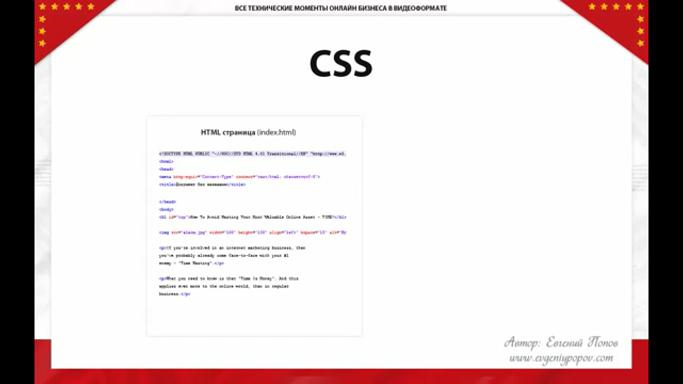 ВСЕ ТЕХНИЧЕСКИЕ МОМЕНТЫ ОНЛАЙН БИЗНЕСА В ВИДЕОФОРМАТЕ
CSS
HTML страница (index.html)
<!DOCTYPE HTML PUBLIC "-//W3C//DTD HTML 4.01 Transitional//EN" "http://www.w3.
<html>
<head>
<meta http-equiv="Content-Type" content="text/html; charset=utf-8">
<title>Документ без названия</title>
</head>
<body>
<h1 id="top">How To Avoid Wasting Your Most Valuable Online Asset - TIME!</h1>
<img src="alarm.jpg" width="100" height="130" align="left" hspace="10" alt="
<p>If you're involved in an internet marketing business, then
you've probably already come face-to-face with your #1
enemy - "Time Wasting".</p>
<p>What you need to know is that "Time Is Money". And this
applies even more to the online world, than in regular
business.</p>
Автор: Евгений Попов
www.evgeniypopov.com